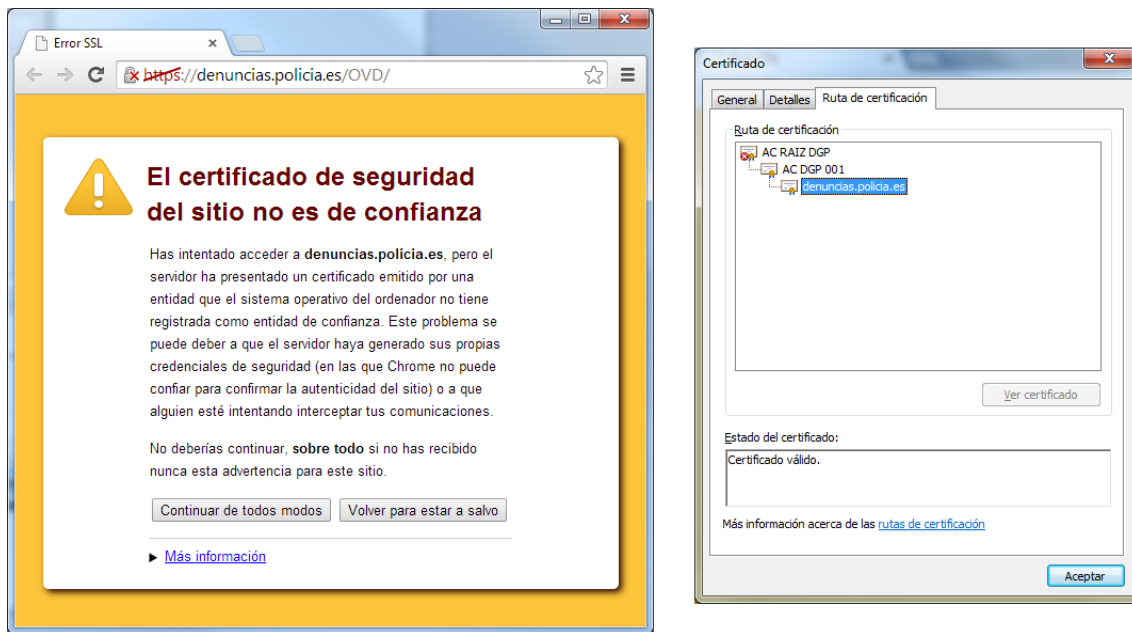 Error SSL
https://denuncias.policia.es/OVD/
El certificado de seguridad
del sitio no es de confianza
Has intentado acceder a denuncias.policia.es, pero el
servidor ha presentado un certificado emitido por una
entidad que el sistema operativo del ordenador no tiene
registrada como entidad de confianza. Este problema se
puede deber a que el servidor haya generado sus propias
credenciales de seguridad (en las que Chrome no puede
confiar para confirmar la autenticidad del sitio) o a que
alguien esté intentando interceptar tus comunicaciones.
No deberías continuar, sobre todo si no has recibido
nunca esta advertencia para este sitio.
Continuar de todos modos Volver para estar a salvo
Más información
Certificado
General Detalles Ruta de certificación
Ruta de certificación
AC RAIZ DGP
AC DGP 001
denuncias.policia.es
Ver certificado
Estado del certificado:
Certificado válido.
Más información acerca de las rutas de certificación
Aceptar